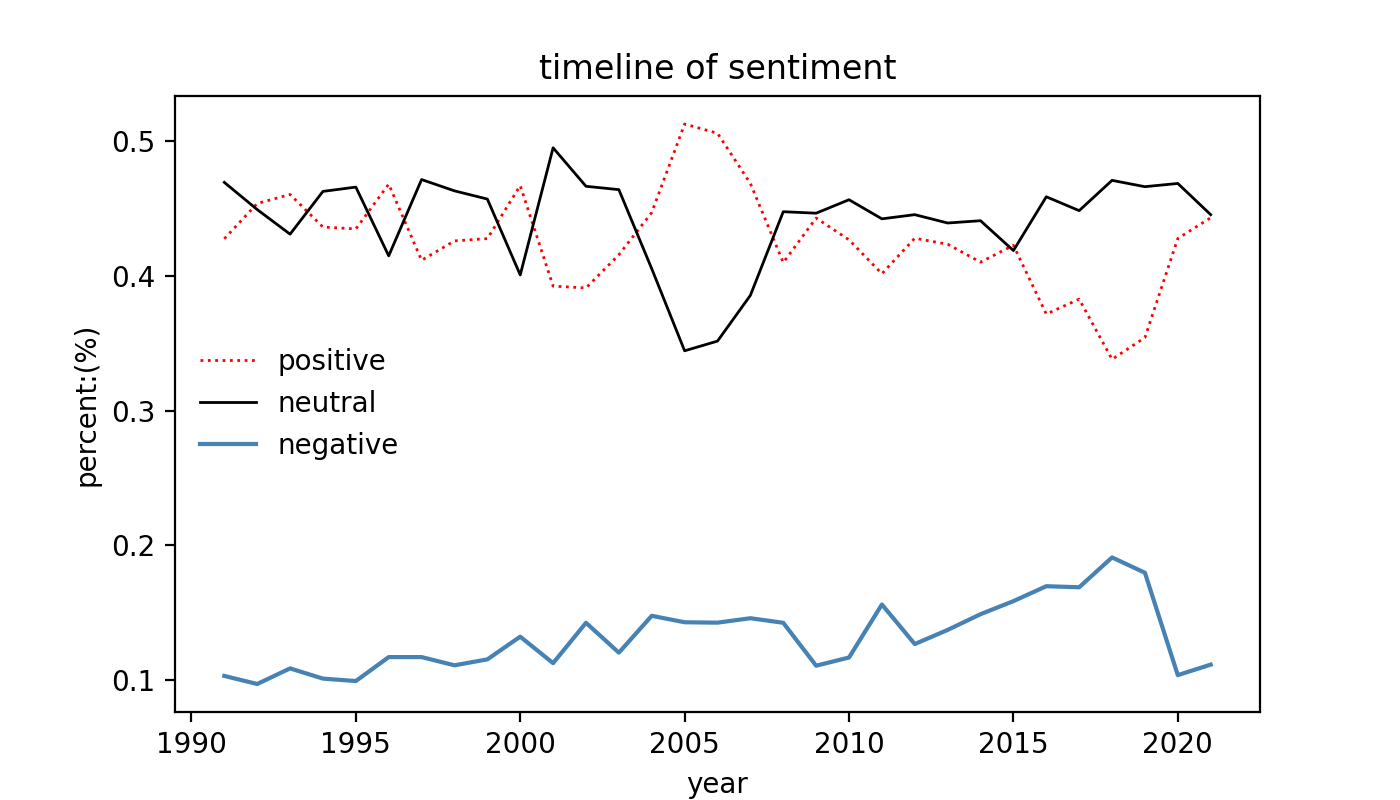 timeline of sentiment
0.5
0.4
0.3
0.2
0.1
percent:(%)
positive
neutral
negative
1990 1995 2000 2005 2010 2015 2020
year